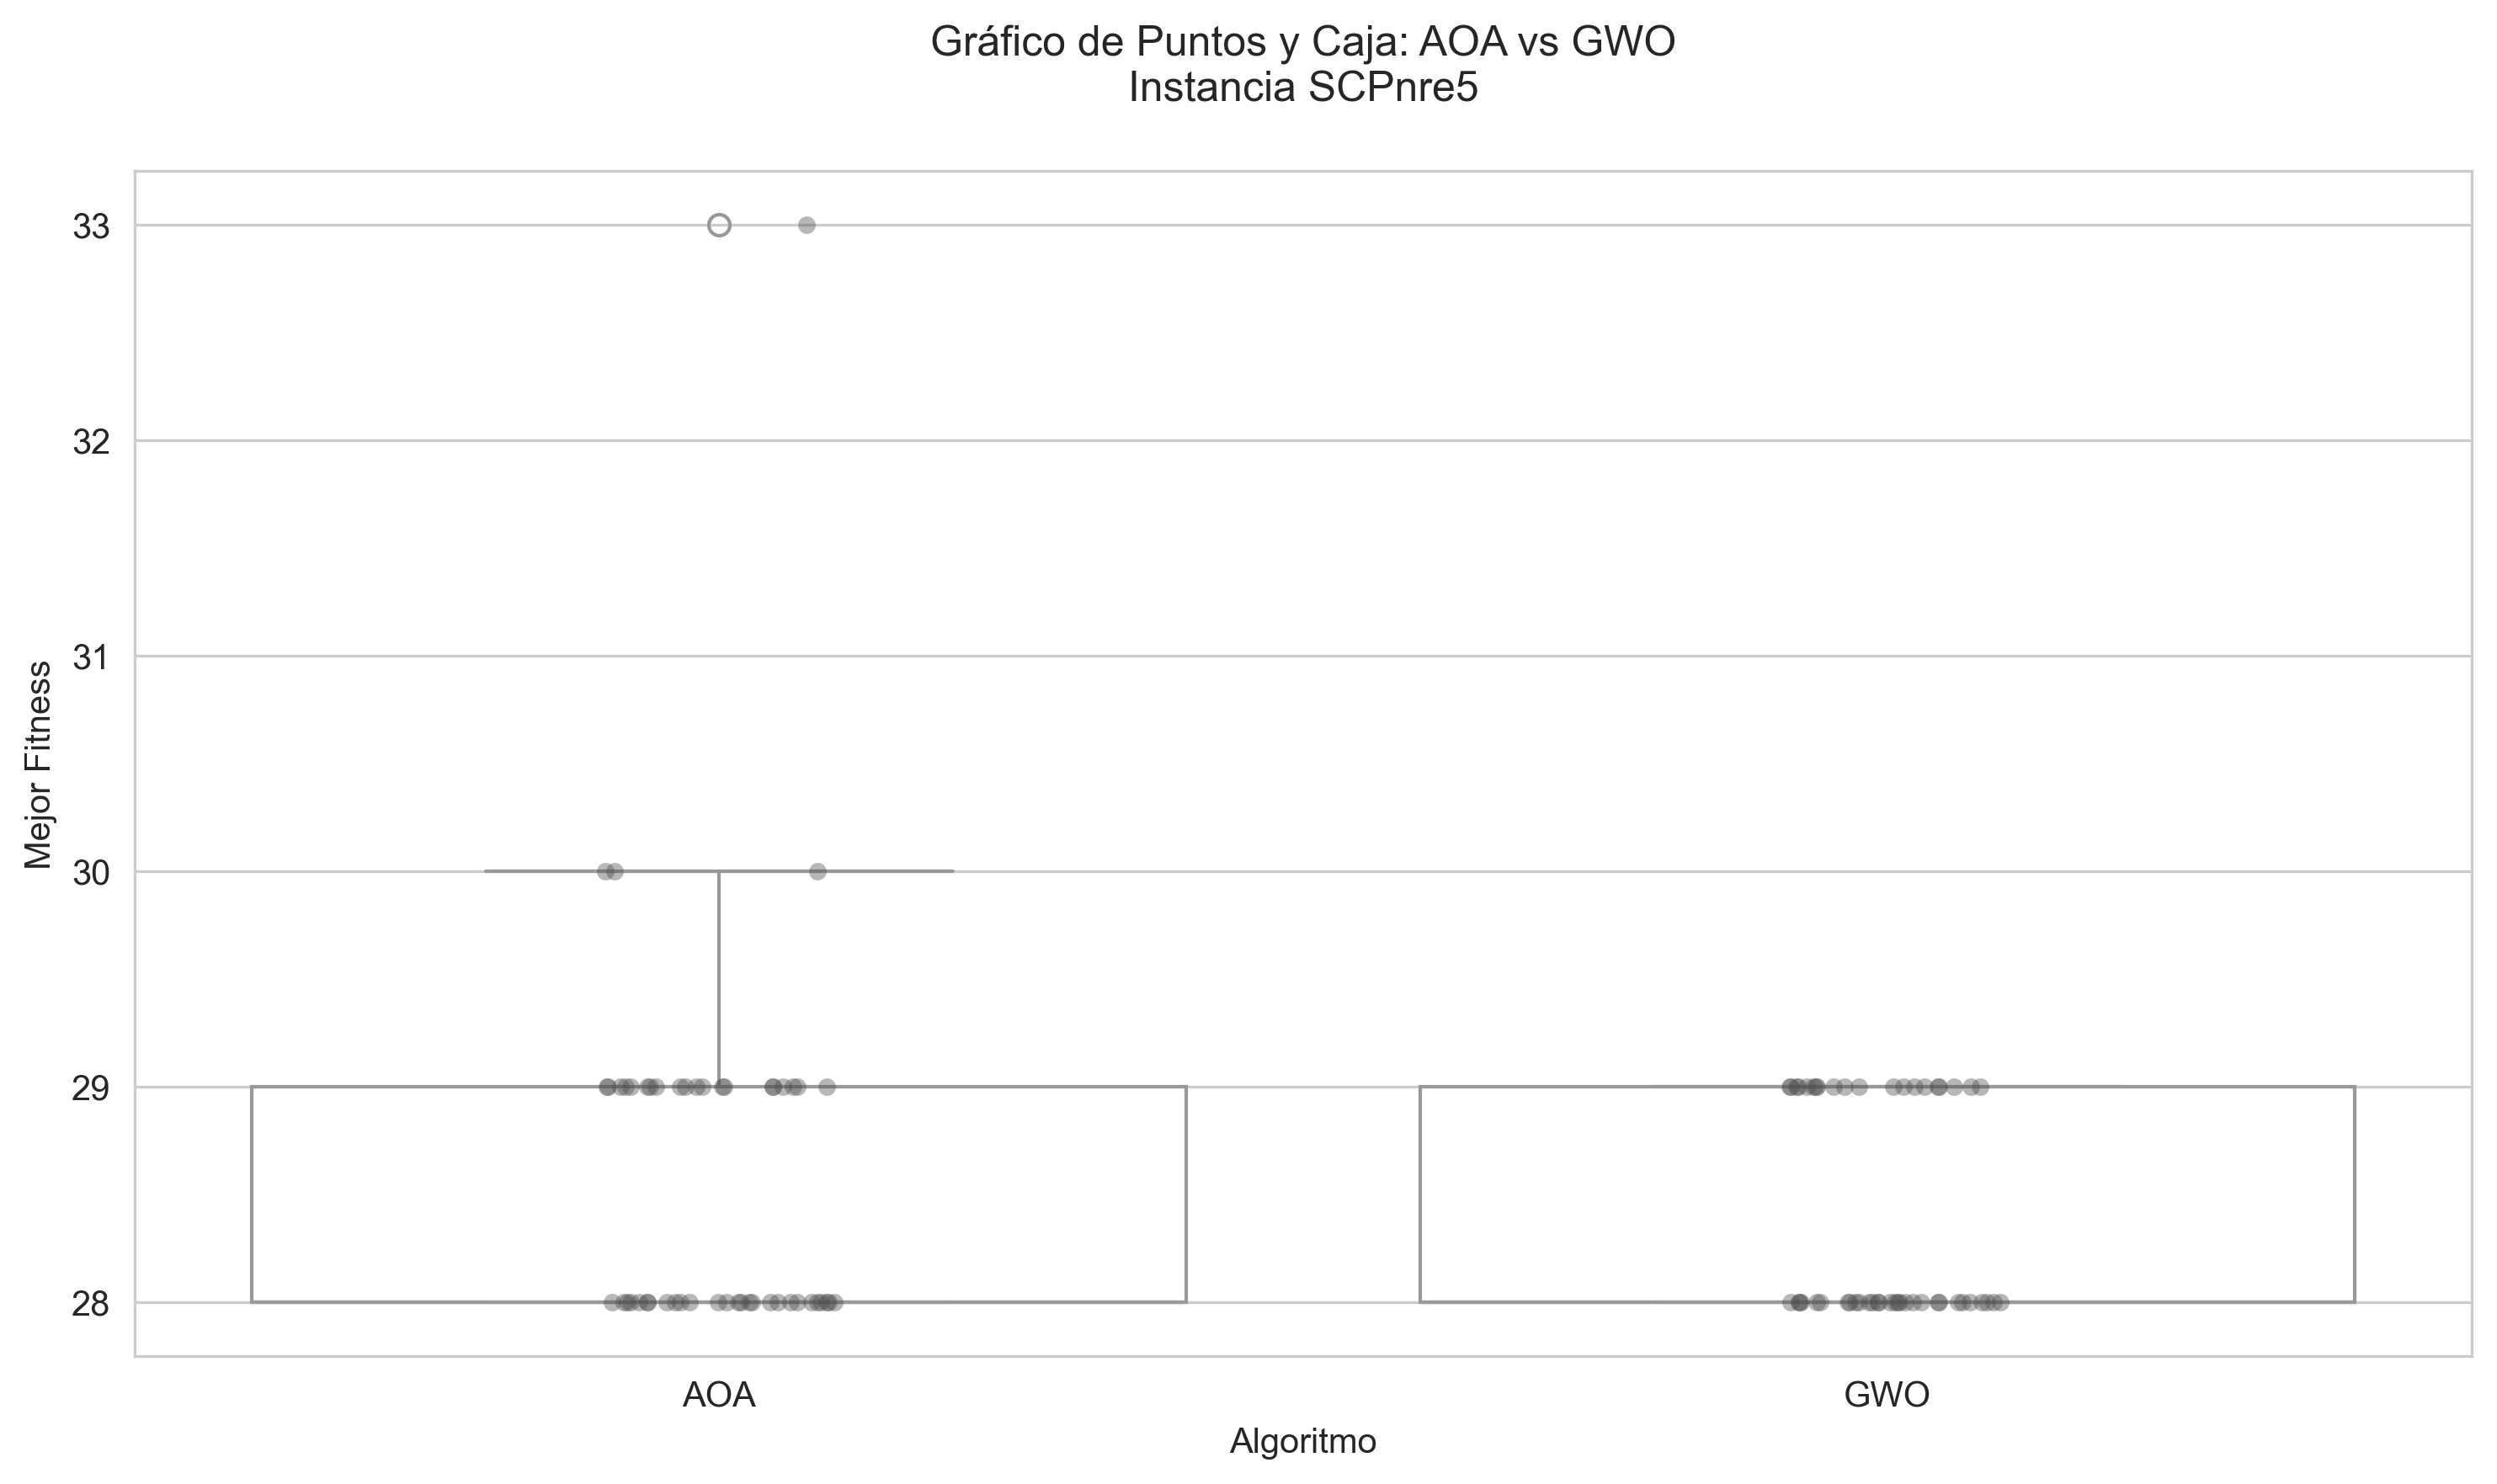 Gráfico de Puntos y Caja: AOA vs GWO
Instancia SCPnre5
Mejor Fitness
33
32
31
30
29
28
AOA
GWO
Algoritmo